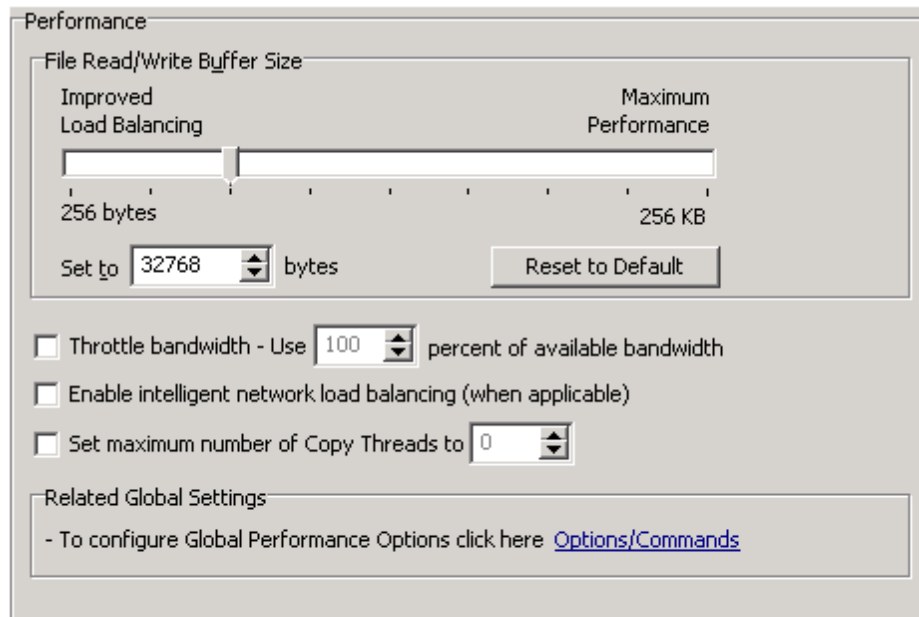 Performance
File Read/Write Buffer Size
Improved Maximum
Load Balancing Performance
256 bytes 256 KB
Set to 32768 bytes Reset to Default
Throttle bandwidth - Use 100 percent of available bandwidth
Enable intelligent network load balancing (when applicable)
Set maximum number of Copy Threads to 0
Related Global Settings
- To configure Global Performance Options click here Options/Commands